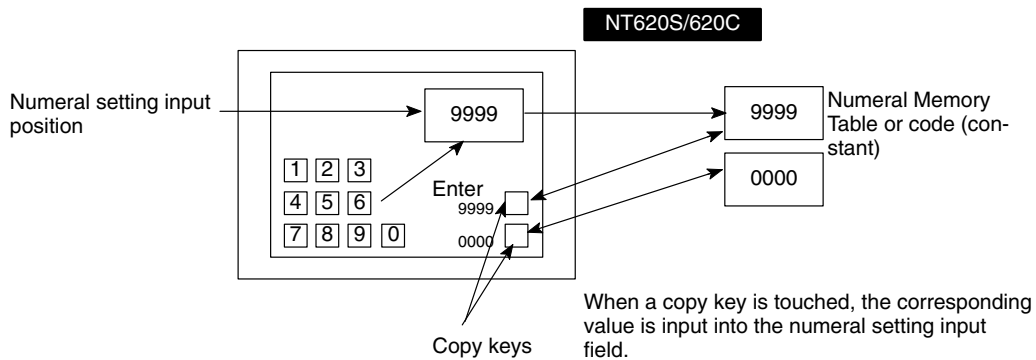 NT620S/620C
Numeral setting input
position
9999
9999
Numeral Memory
Table or code (con-
stant)
0000
1 2 3
4 5 6
7 8 9 0
Enter
9999
0000
Copy keys
When a copy key is touched, the corresponding
value is input into the numeral setting input
field.